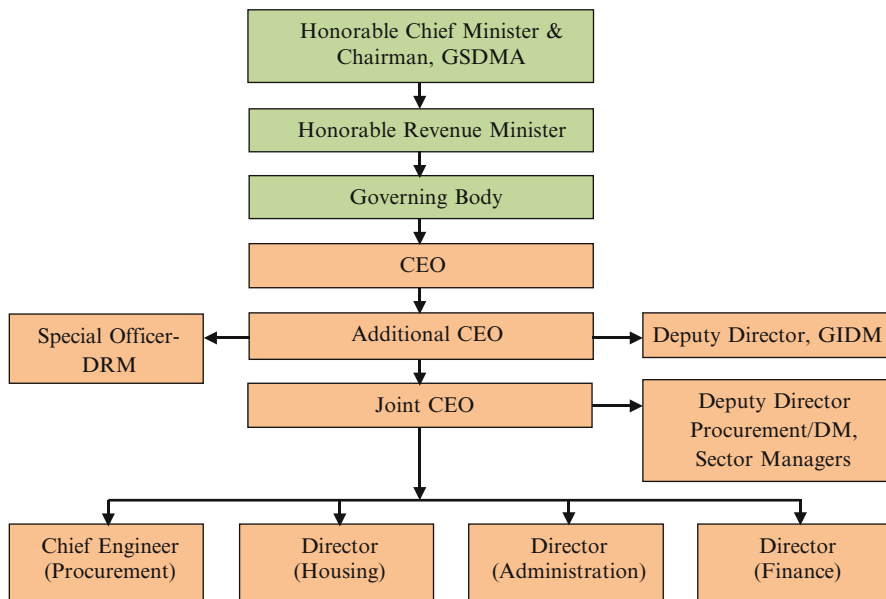 Honorable Chief Minister &
Chairman, GSDMA
Honorable Revenue Minister
Governing Body
CEO
Special Officer-
DRM
Additional CEO
Deputy Director, GIDM
Joint CEO
Deputy Director
Procurement/DM,
Sector Managers
Chief Engineer
(Procurement)
Director
(Housing)
Director
(Administration)
Director
(Finance)